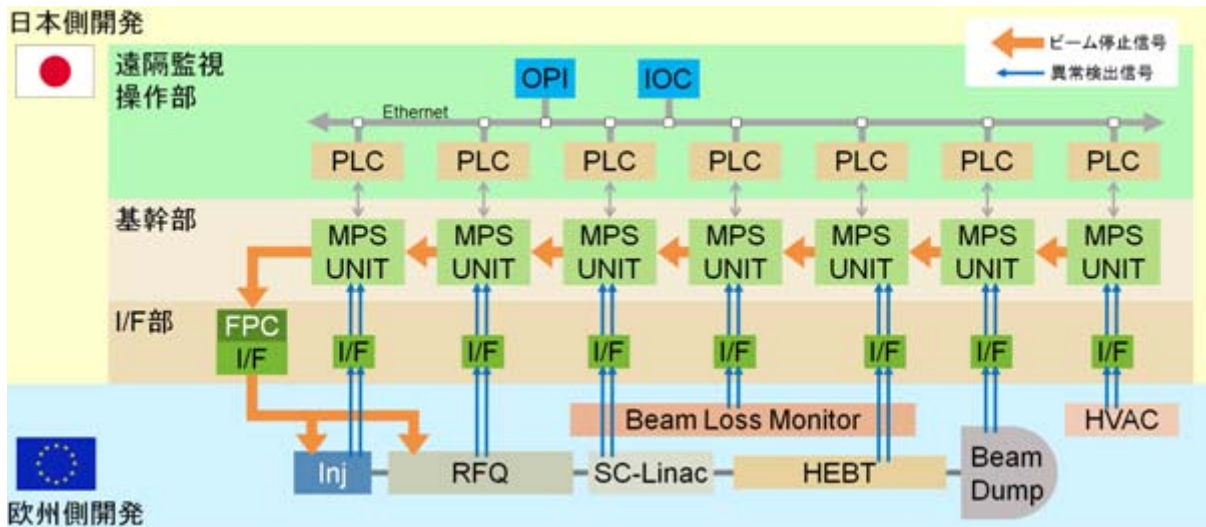 日本側開発
遠隔監視
操作部
OPI
IOC
ビーム停止信号
異常検出信号
Ethernet
PLC PLC PLC PLC PLC PLC PLC
基幹部
MPS MPS MPS MPS MPS MPS MPS
UNIT UNIT UNIT UNIT UNIT UNIT UNIT
I/F部
FPC
I/F
I/F I/F I/F I/F I/F I/F I/F
Beam Loss Monitor
HVAC
Inj
RFQ
SC-Linac
HEBT
Beam
Dump
欧州側開発